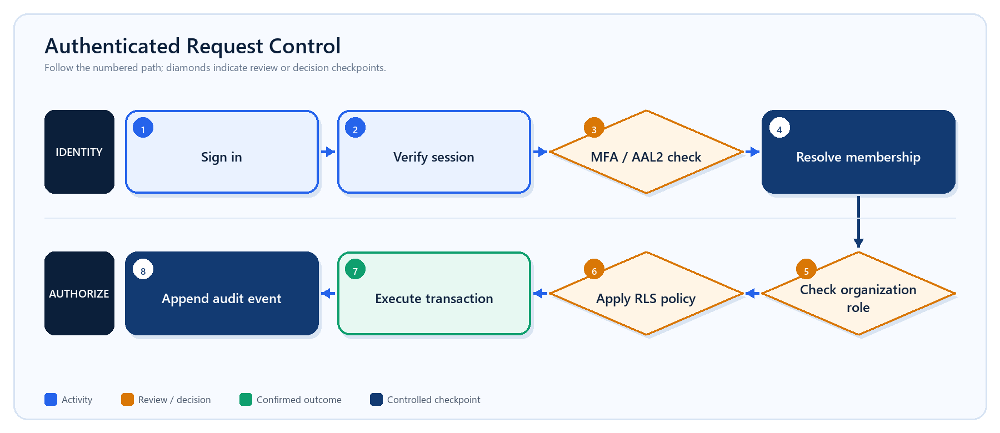 Authenticated Request Control
Follow the numbered path; diamonds indicate review or decision checkpoints.
IDENTITY
1
Sign in
2
Verify session
3
MFA / AAL2 check
4
Resolve membership
AUTHORIZE
8
Append audit event
7
Execute transaction
6
Apply RLS policy
5
Check organization
role
Activity
Review / decision
Confirmed outcome
Controlled checkpoint